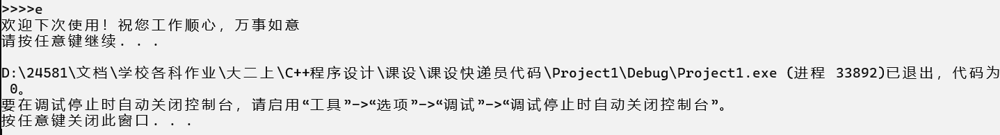 >>>>e
欢迎下次使用！祝您工作顺心，万事如意
请按任意键继续. . .
D:\24581\文档\学校各科作业\大二上\C++程序设计\课设\课设快递员代码\Project1\Debug\Project1.exe (进程 33892)已退出，代码为
0。
要在调试停止时自动关闭控制台，请启用“工具”->“选项”->“调试”->“调试停止时自动关闭控制台”。
按任意键关闭此窗口. . .